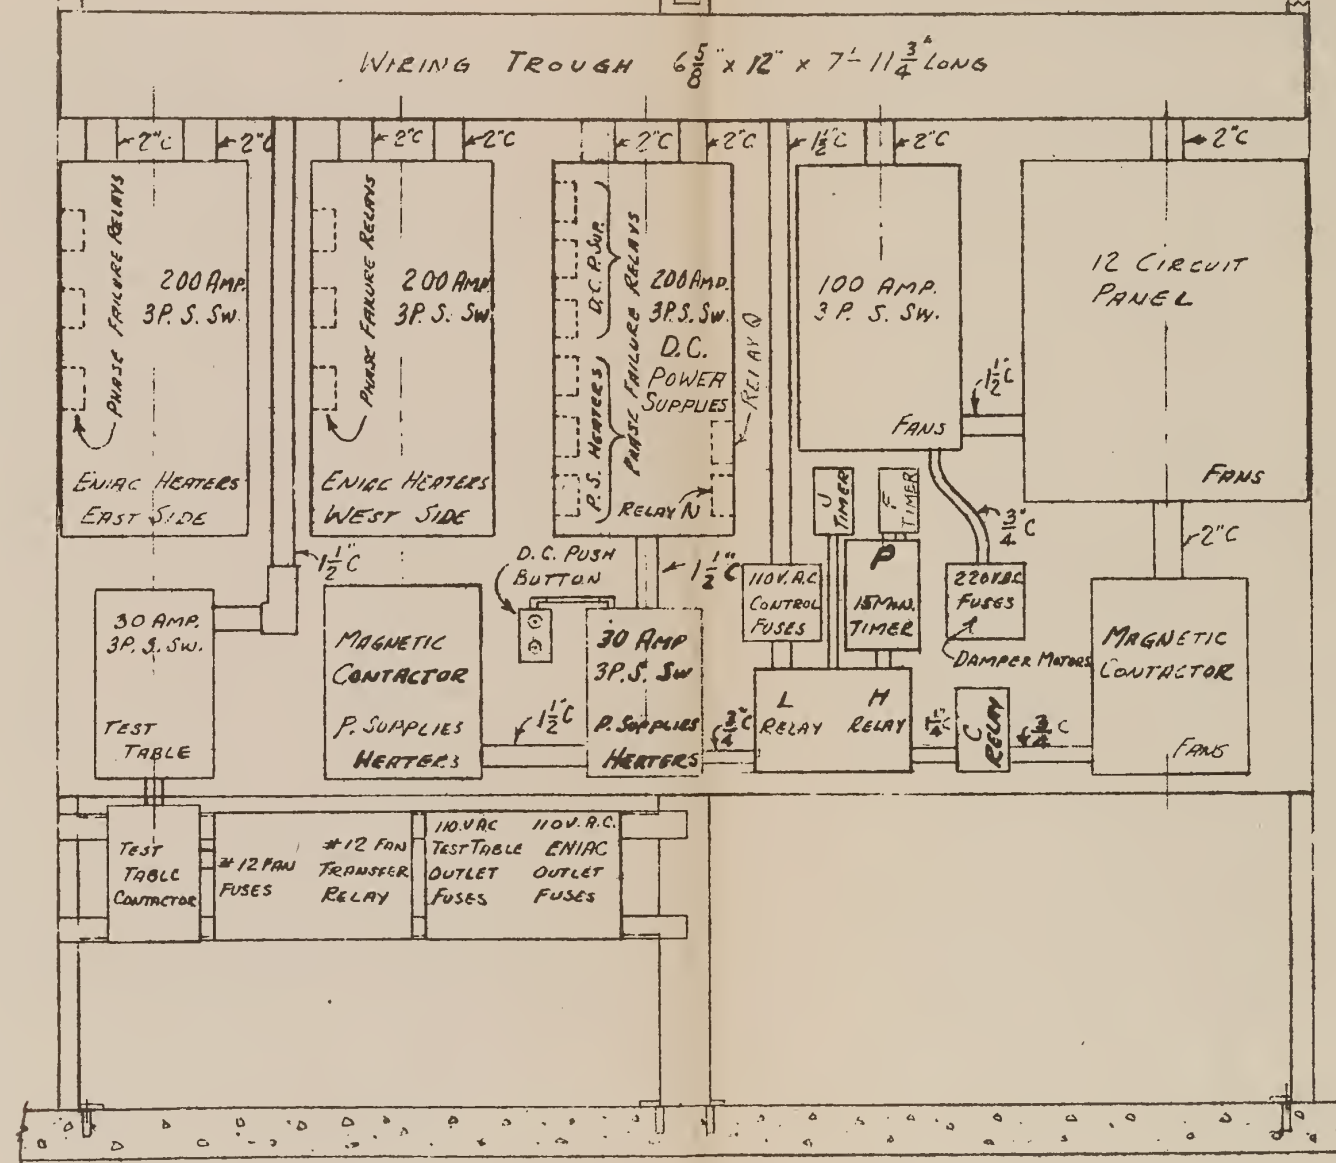 WIRING TROUGH 6 5/8" x 12" x 7'-11 3/4" LONG
2"C
2"C
2"C
2"C
2"C
2"C
1 1/2"C
2"C
2"C
PHASE FAILURE RELAYS
200 AMP.
3P. S. SW.
ENIAC HEATERS
EAST SIDE
PHASE FAILURE RELAYS
200 AMP
3P. S. SW
ENIAC HEATERS
WEST SIDE
D.C. P. SUP.
P. S. HEATERS
PHASE FAILURE RELAYS
200 AMP.
3P. S. SW.
D.C.
POWER
SUPPLIES
RELAY N
RELAY Q
100 AMP.
3 P. S. SW.
FANS
1 1/2"C
12 CIRCUIT
PANEL
FANS
1 1/2"C
D.C. PUSH
BUTTON
1 1/2"C
J
TIMER
F
TIMER
3/4"C
2"C
30 AMP.
3P. S. SW.
TEST
TABLE
MAGNETIC
CONTACTOR
P. SUPPLIES
HEATERS
1 1/2"C
30 AMP
3P. S. SW
P. SUPPLIES
HEATERS
3/4"C
110 V. A.C.
CONTROL
FUSES
P
15 MIN.
TIMER
220 V.A.C.
FUSES
DAMPER MOTORS
L
RELAY
H
RELAY
C
RELAY
3/4"C
MAGNETIC
CONTACTOR
FANS
TEST
TABLE
CONTACTOR
#12 FAN
FUSES
#12 FAN
TRANSFER
RELAY
110. V AC
TEST TABLE
OUTLET
FUSES
110 V. A.C.
ENIAC
OUTLET
FUSES